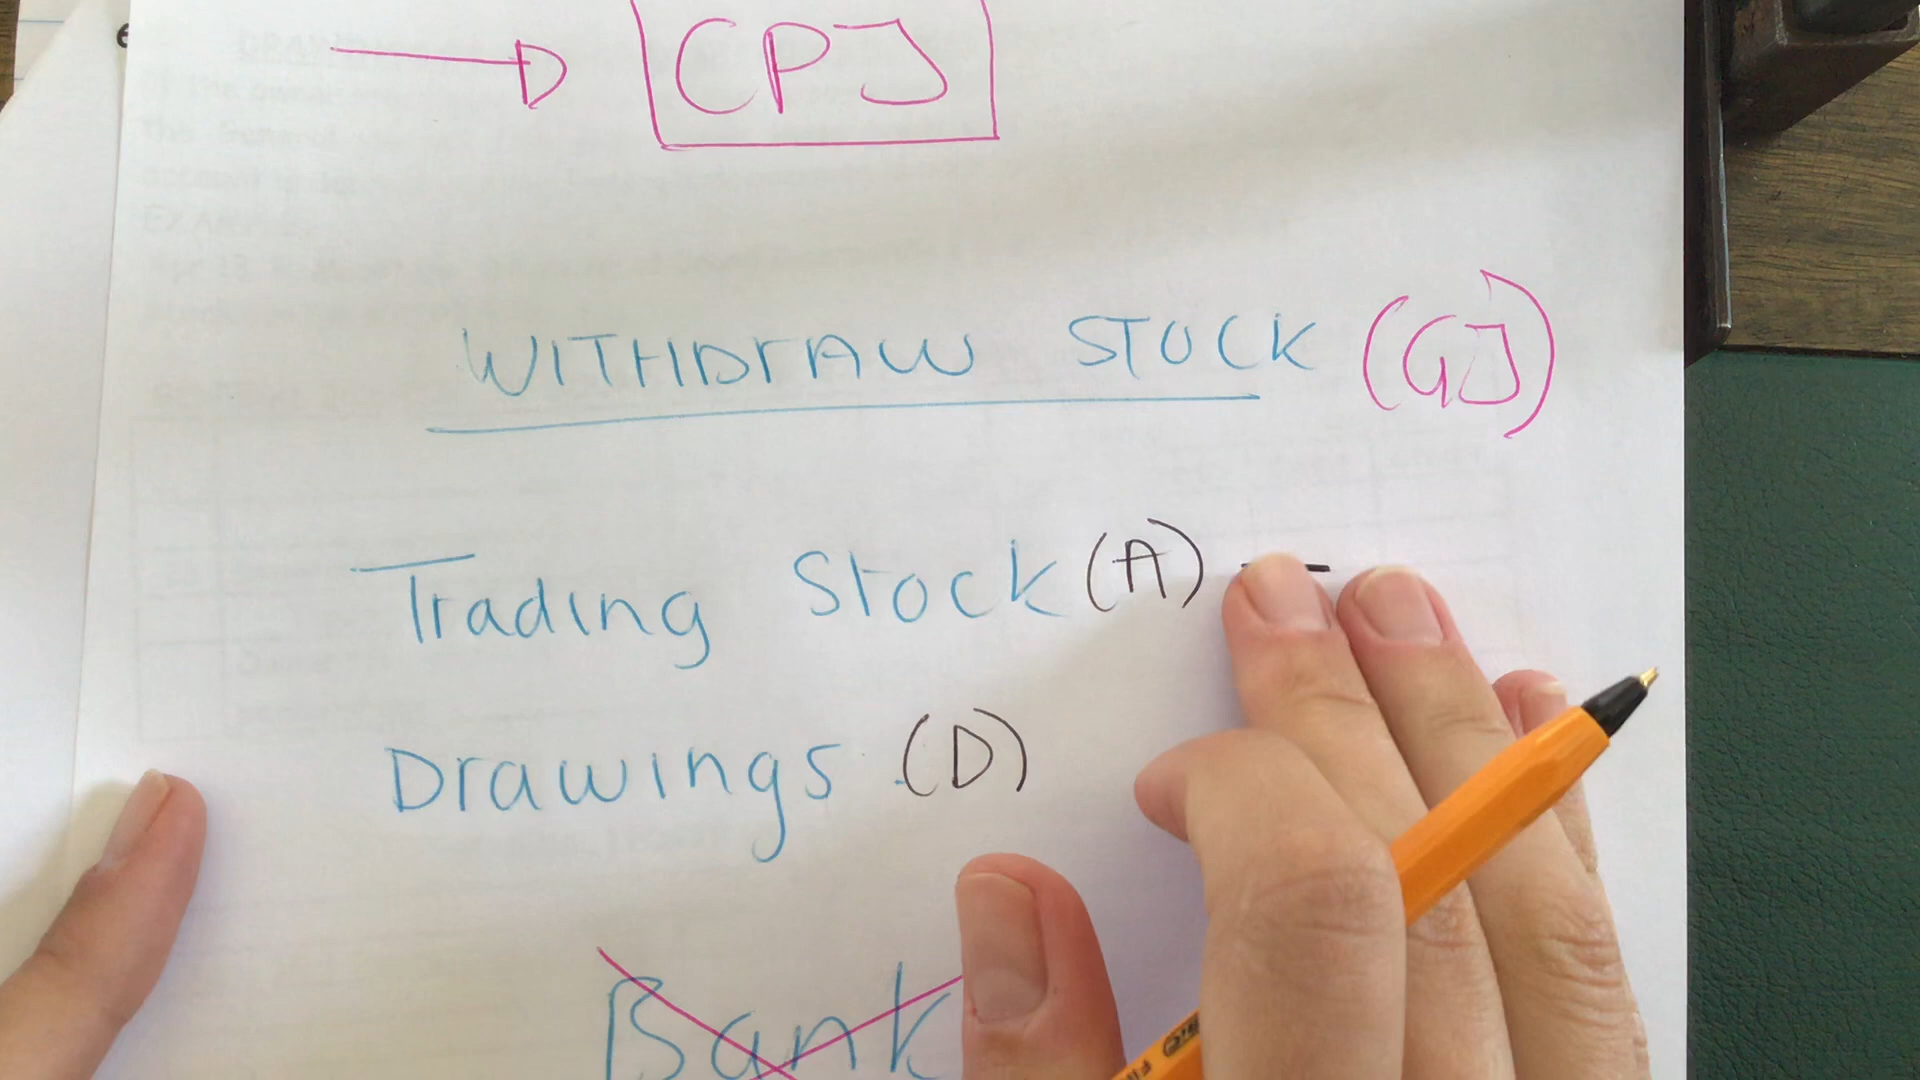 CPJ
WITHDRAW STOCK (GJ)
Trading Stock (A) -
Drawings (D)
Bank